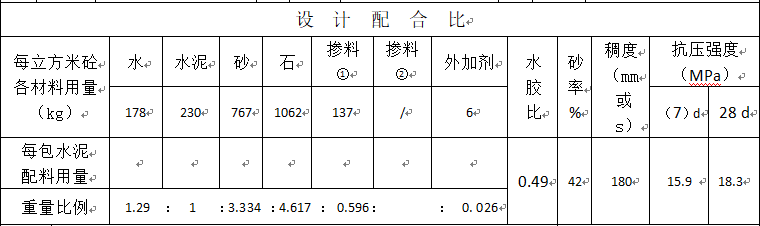 设 计 配 合 比
每立方米砼各材料用量（kg） 水 水泥 砂 石 掺料① 掺料② 外加剂 水胶比 砂率% 稠度（mm或s） 抗压强度（MPa）
178 230 767 1062 137 / 6 （7）d 28 d
每包水泥配料用量 0.49 42 180 15.9 18.3
重量比例 1.29 : 1 :3.334 :4.617 : 0.596: : 0.026